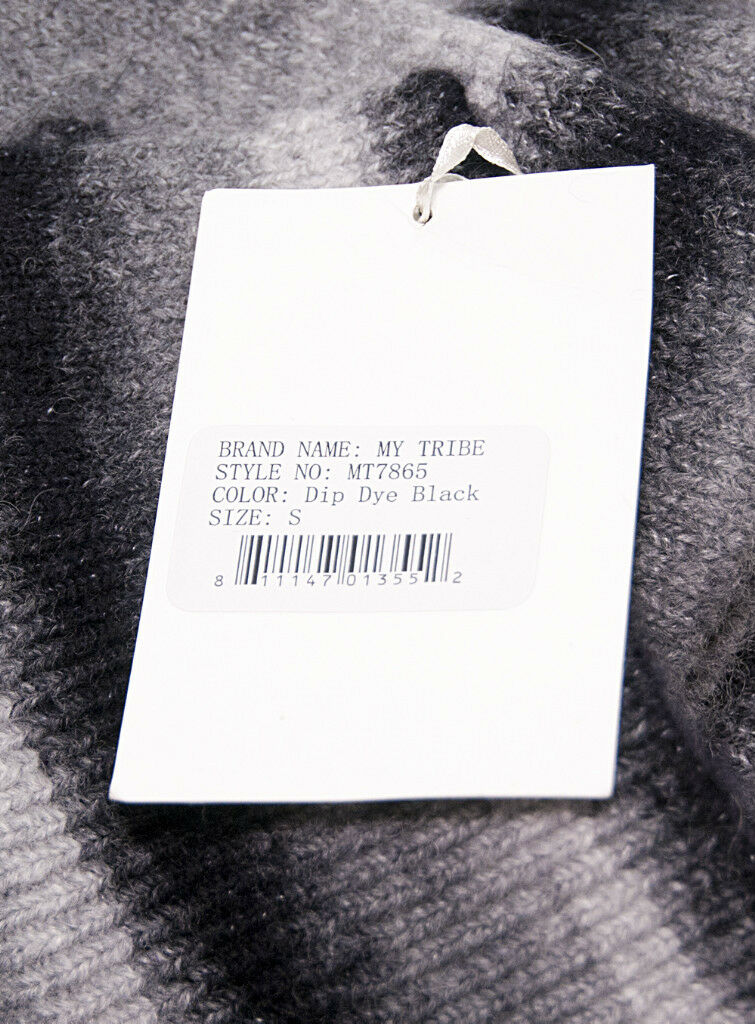 BRAND NAME: MY TRIBE
STYLE NO: MT7865
COLOR: Dip Dye Black
SIZE: S
8 11147 01355 2